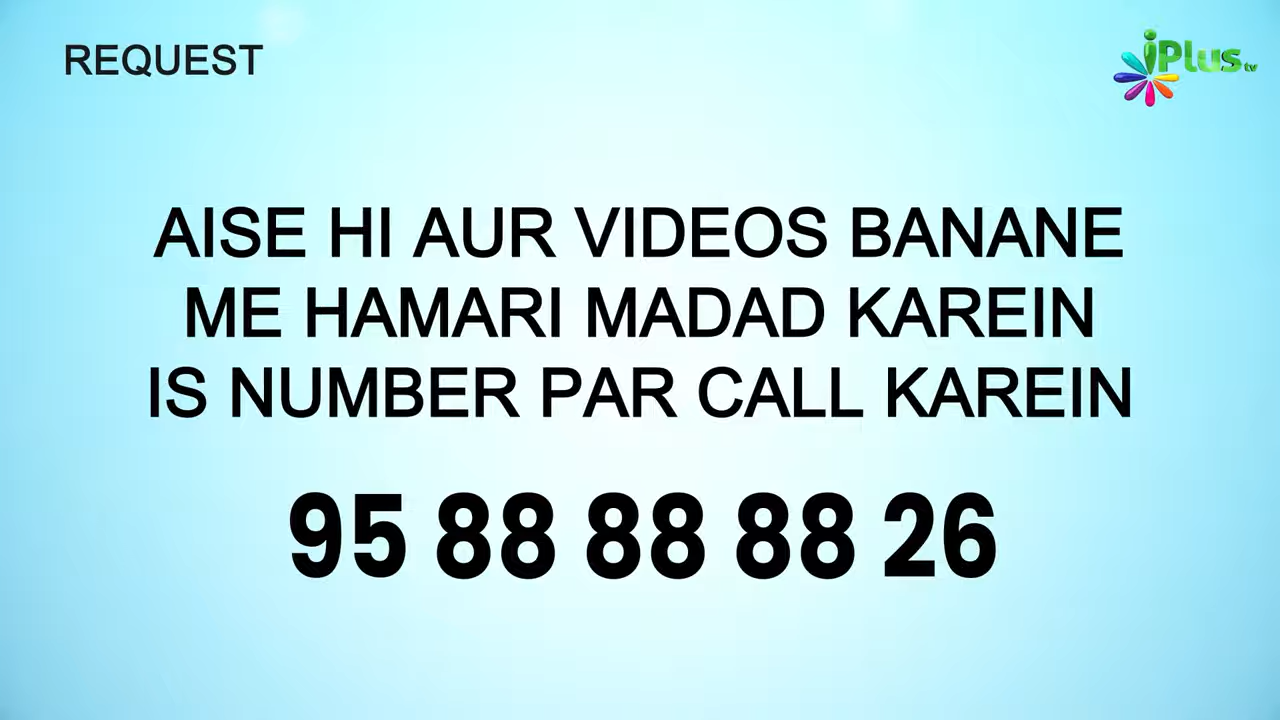 REQUEST
iPlus tv
AISE HI AUR VIDEOS BANANE
ME HAMARI MADAD KAREIN
IS NUMBER PAR CALL KAREIN
95 88 88 88 26